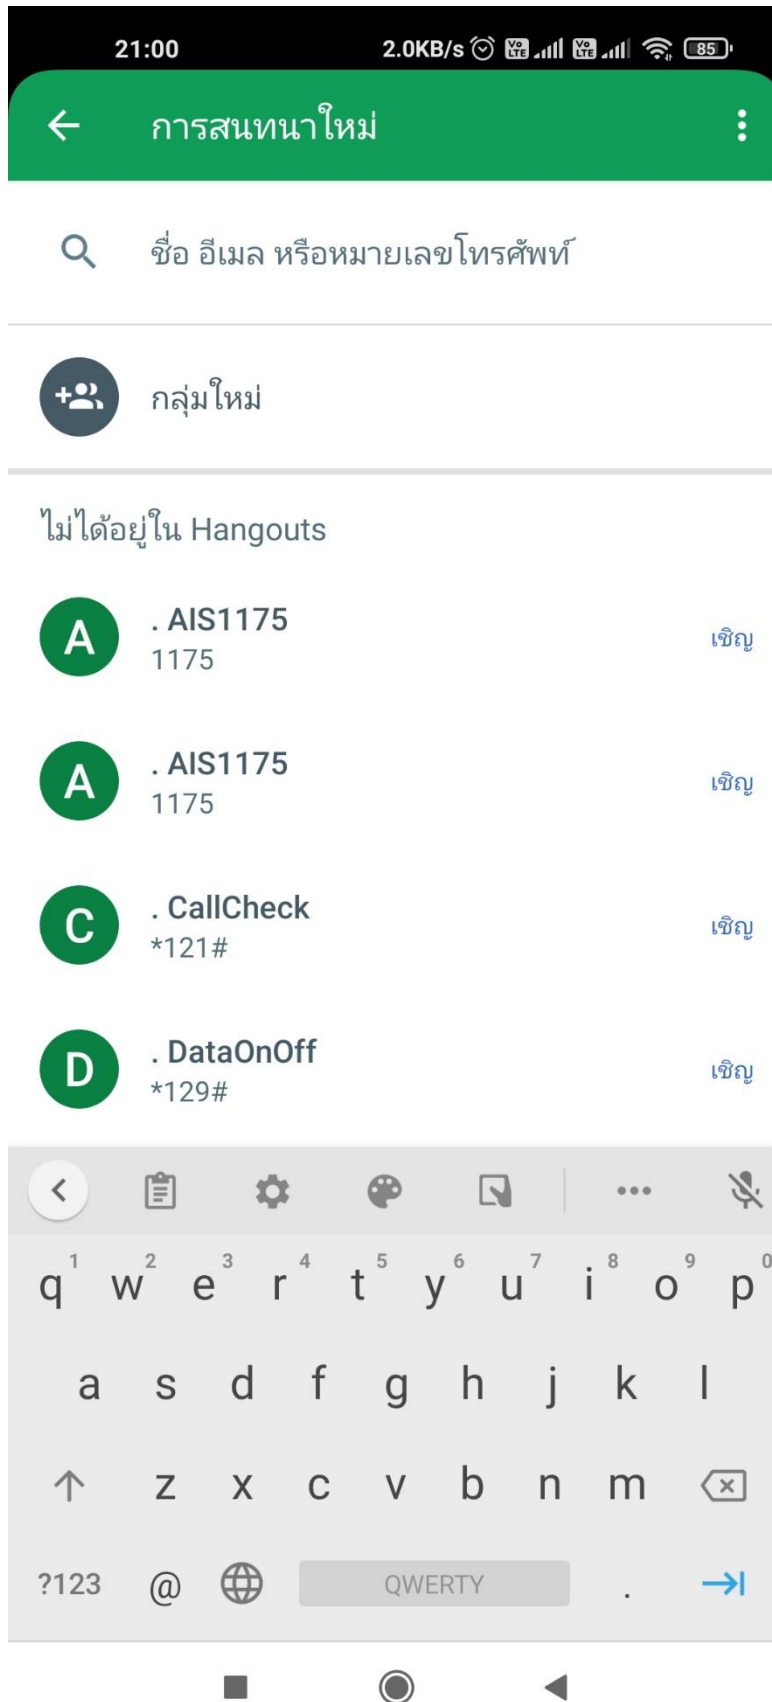 21:00 2.0KB/s Vo LTE Vo LTE 85
การสนทนาใหม่
ชื่อ อีเมล หรือหมายเลขโทรศัพท์
กลุ่มใหม่
ไม่ได้อยู่ใน Hangouts
A . AIS1175
1175 เชิญ
A . AIS1175
1175 เชิญ
C . CallCheck
*121# เชิญ
D . DataOnOff
*129# เชิญ
q 1 w 2 e 3 r 4 t 5 y 6 u 7 i 8 o 9 p 0
a s d f g h j k l
z x c v b n m
?123 @ QWERTY .